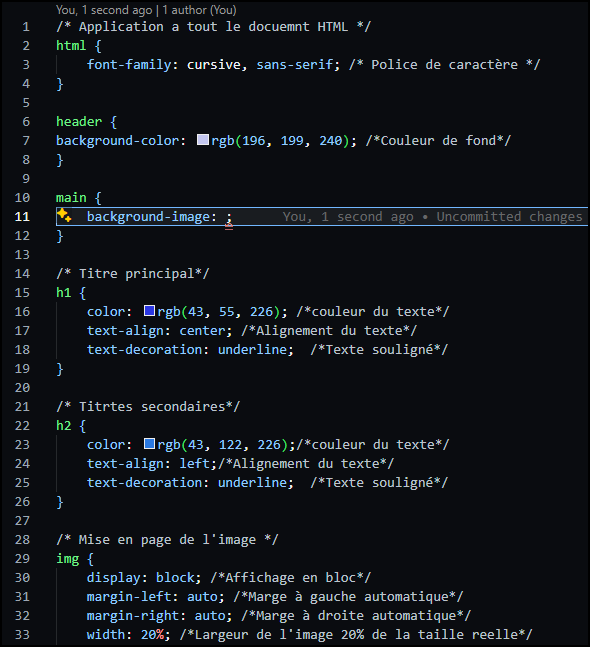 You, 1 second ago | 1 author (You)
1 /* Application a tout le docuemnt HTML */
2 html {
3 font-family: cursive, sans-serif; /* Police de caractère */
4 }
5
6 header {
7 background-color: rgb(196, 199, 240); /*Couleur de fond*/
8 }
9
10 main {
11 background-image: ; You, 1 second ago • Uncommitted changes
12 }
13
14 /* Titre principal*/
15 h1 {
16 color: rgb(43, 55, 226); /*couleur du texte*/
17 text-align: center; /*Alignement du texte*/
18 text-decoration: underline;  /*Texte souligné*/
19 }
20
21 /* Titrtes secondaires*/
22 h2 {
23 color: rgb(43, 122, 226);/*couleur du texte*/
24 text-align: left;/*Alignement du texte*/
25 text-decoration: underline;  /*Texte souligné*/
26 }
27
28 /* Mise en page de l'image */
29 img {
30 display: block; /*Affichage en bloc*/
31 margin-left: auto; /*Marge à gauche automatique*/
32 margin-right: auto; /*Marge à droite automatique*/
33 width: 20%; /*Largeur de l'image 20% de la taille reelle*/